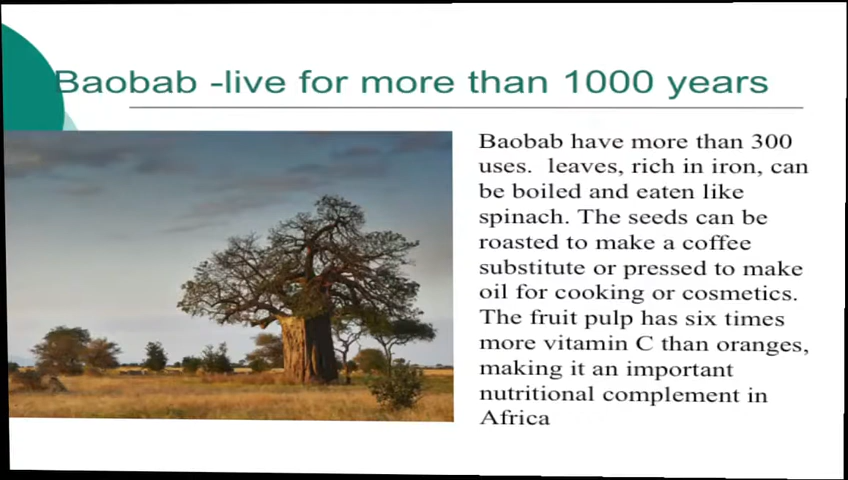 Baobab -live for more than 1000 years
Baobab have more than 300
uses.  leaves, rich in iron, can
be boiled and eaten like
spinach. The seeds can be
roasted to make a coffee
substitute or pressed to make
oil for cooking or cosmetics.
The fruit pulp has six times
more vitamin C than oranges,
making it an important
nutritional complement in
Africa